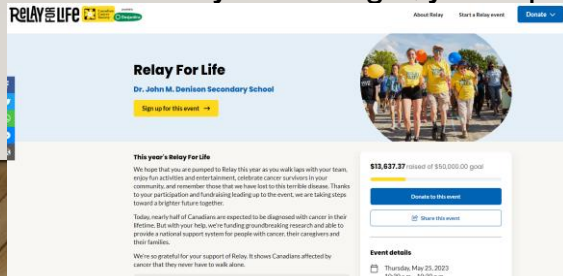 RELAY FOR LIFE
Canadian Cancer Society
Desjardins
About Relay
Start a Relay event
Donate
Relay For Life
Dr. John M. Denison Secondary School
Sign up for this event →
This year's Relay For Life
We hope that you are pumped to Relay this year as you walk laps with your team,
enjoy fun activities and entertainment, celebrate cancer survivors in your
community, and remember those that we have lost to this terrible disease. Thanks
to your participation and fundraising leading up to the event, we are taking steps
toward a brighter future together.
Today, nearly half of Canadians are expected to be diagnosed with cancer in their
lifetime. But with your help, we're funding groundbreaking research and able to
provide a national support system for people with cancer, their caregivers and
their families.
We're so grateful for your support of Relay. It shows Canadians affected by
cancer that they never have to walk alone.
$13,637.37 raised of $50,000.00 goal
Donate to this event
Share this event
Event details
Thursday, May 25, 2023